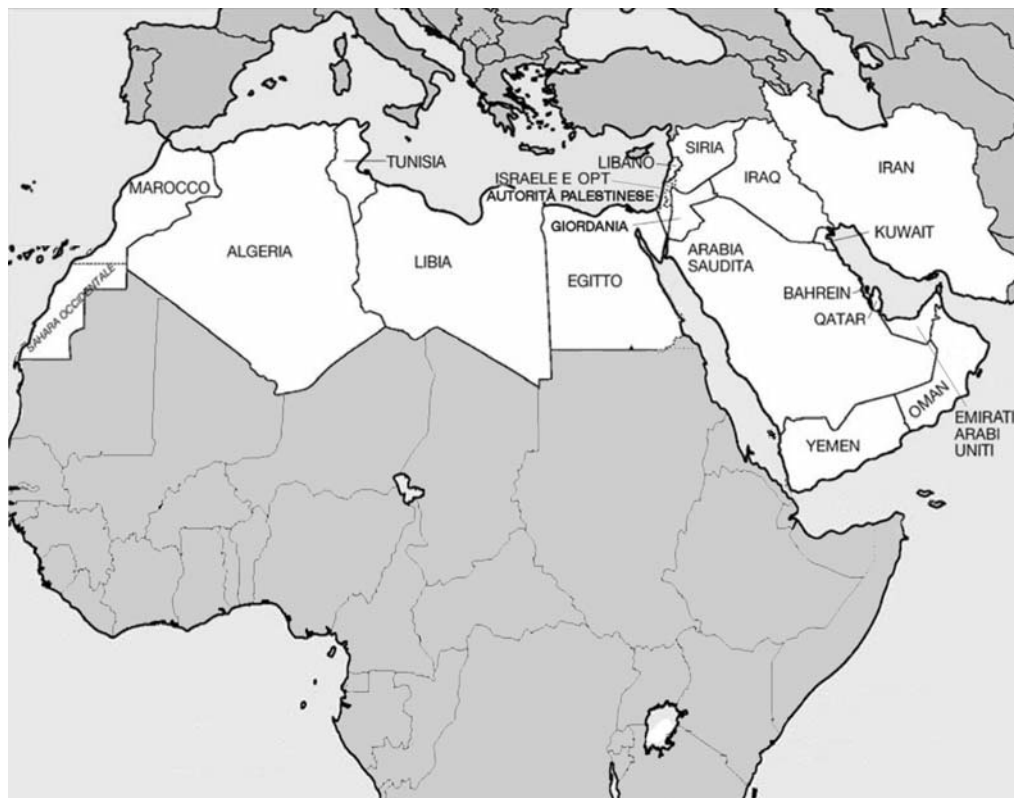 SIRIA
LIBANO
TUNISIA
IRAN
ISRAELE E OPT
IRAQ
MAROCCO
AUTORITÀ PALESTINESE
GIORDANIA
KUWAIT
ALGERIA
ARABIA
SAUDITA
LIBIA
EGITTO
BAHREIN
SAHARA OCCIDENTALE
QATAR
OMAN
EMIRATI
ARABI
UNITI
YEMEN